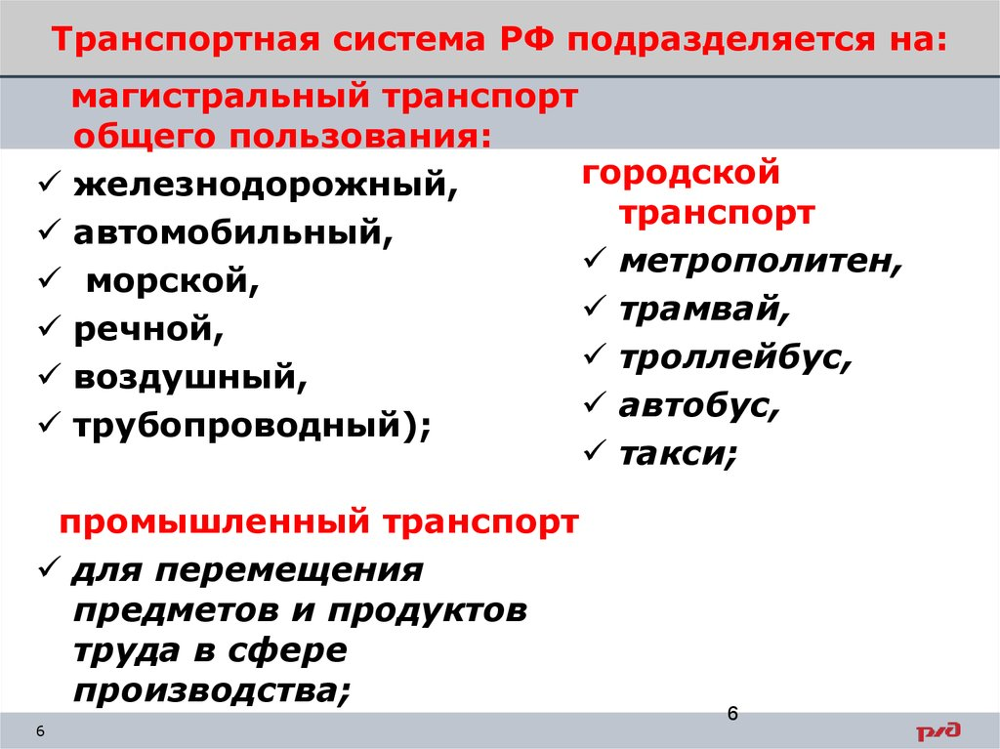 Транспортная система РФ подразделяется на:
магистральный транспорт
общего пользования:
✓ железнодорожный,
✓ автомобильный,
✓ морской,
✓ речной,
✓ воздушный,
✓ трубопроводный);
городской
транспорт
✓ метрополитен,
✓ трамвай,
✓ троллейбус,
✓ автобус,
✓ такси;
промышленный транспорт
✓ для перемещения
предметов и продуктов
труда в сфере
производства;
6
6
ржд